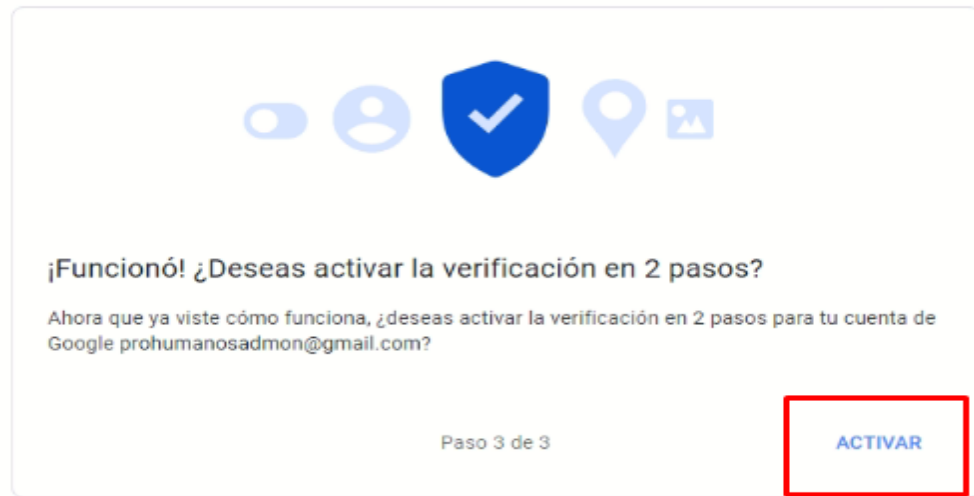 ¡Funcionó! ¿Deseas activar la verificación en 2 pasos?
Ahora que ya viste cómo funciona, ¿deseas activar la verificación en 2 pasos para tu cuenta de
Google prohumanosadmon@gmail.com?
Paso 3 de 3
ACTIVAR